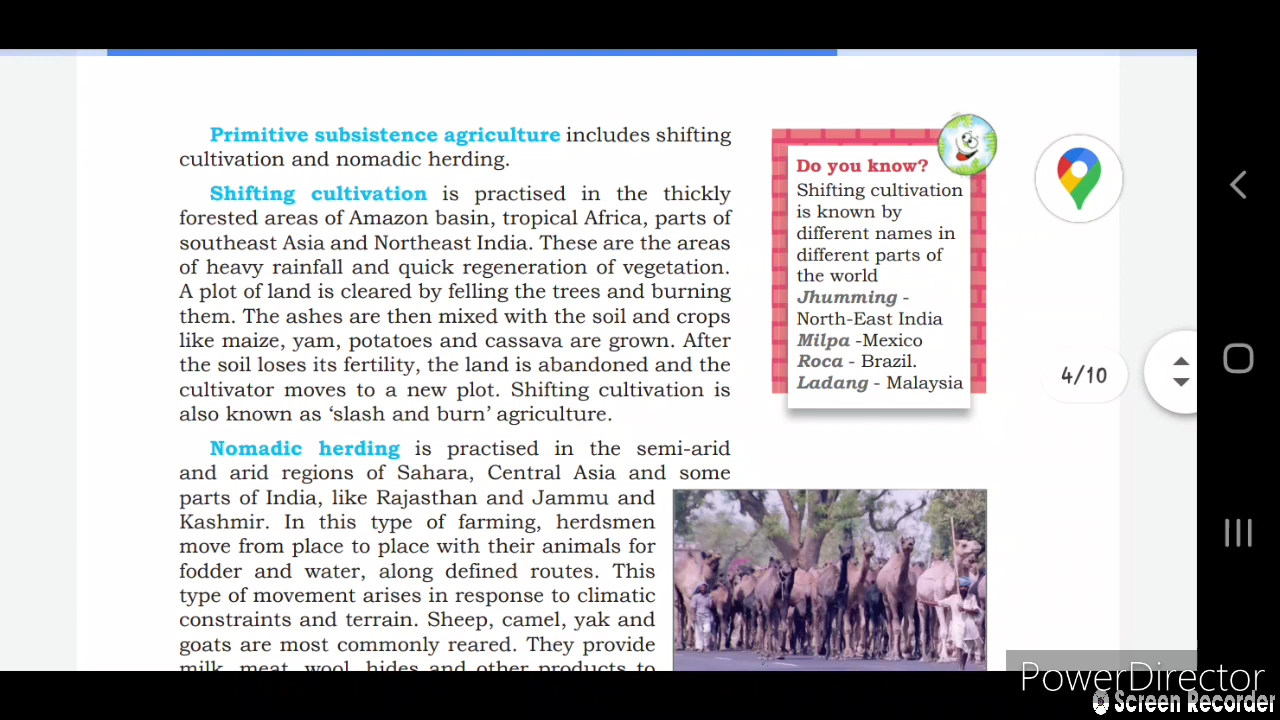 Primitive subsistence agriculture includes shifting
cultivation and nomadic herding.
Shifting cultivation is practised in the thickly
forested areas of Amazon basin, tropical Africa, parts of
southeast Asia and Northeast India. These are the areas
of heavy rainfall and quick regeneration of vegetation.
A plot of land is cleared by felling the trees and burning
them. The ashes are then mixed with the soil and crops
like maize, yam, potatoes and cassava are grown. After
the soil loses its fertility, the land is abandoned and the
cultivator moves to a new plot. Shifting cultivation is
also known as ‘slash and burn’ agriculture.
Nomadic herding is practised in the semi-arid
and arid regions of Sahara, Central Asia and some
parts of India, like Rajasthan and Jammu and
Kashmir. In this type of farming, herdsmen
move from place to place with their animals for
fodder and water, along defined routes. This
type of movement arises in response to climatic
constraints and terrain. Sheep, camel, yak and
goats are most commonly reared. They provide
milk, meat, wool, hides and other products to
Do you know?
Shifting cultivation
is known by
different names in
different parts of
the world
Jhumming -
North-East India
Milpa -Mexico
Roca - Brazil.
Ladang - Malaysia
4/10
PowerDirector
Screen Recorder